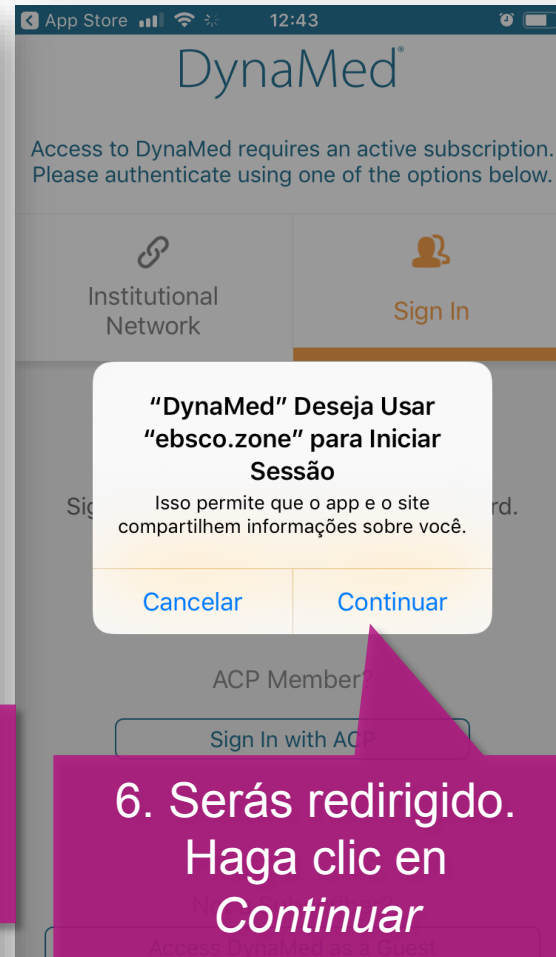 App Store 12:43
DynaMed®
Access to DynaMed requires an active subscription.
Please authenticate using one of the options below.
Institutional
Network
Sign In
"DynaMed" Deseja Usar
"ebsco.zone" para Iniciar
Sessão
Sig rd.
Isso permite que o app e o site
compartilhem informações sobre você.
Cancelar Continuar
ACP Member?
Sign In with ACP
6. Serás redirigido.
Haga clic en
Continuar
Access DynaMed as a Guest